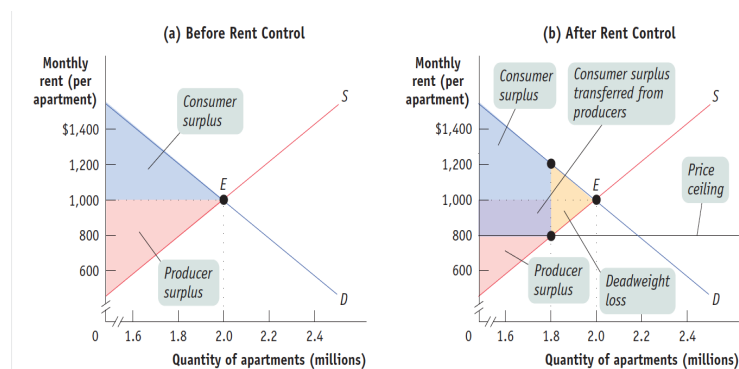 (a) Before Rent Control
Monthly
rent (per
apartment)
$1,400
1,200
1,000
800
600
0
1.6
1.8
2.0
2.2
2.4
Quantity of apartments (millions)
Consumer
surplus
Producer
surplus
E
S
D
(b) After Rent Control
Monthly
rent (per
apartment)
$1,400
1,200
1,000
800
600
0
1.6
1.8
2.0
2.2
2.4
Quantity of apartments (millions)
Consumer
surplus
Consumer surplus
transferred from
producers
Price
ceiling
Producer
surplus
Deadweight
loss
E
S
D